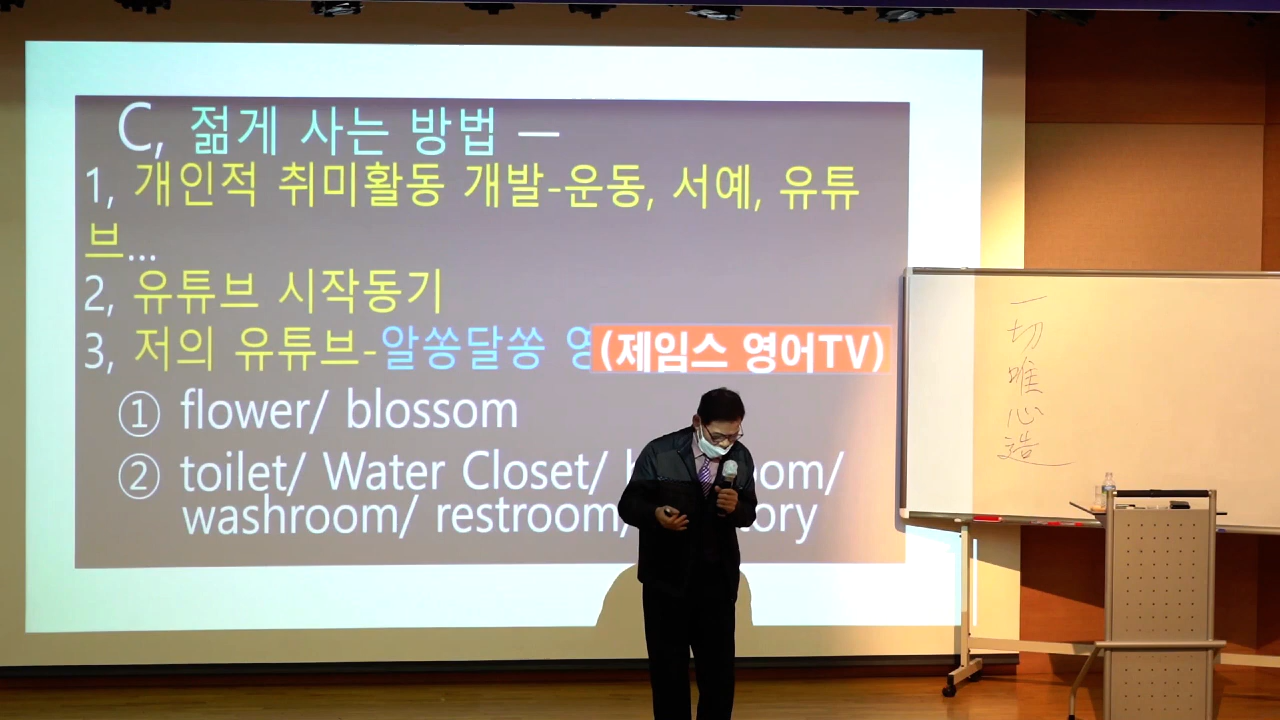 C, 젊게 사는 방법 –
1, 개인적 취미활동 개발-운동, 서예, 유튜
브...
2, 유튜브 시작동기
3, 저의 유튜브-알쏭달쏭 (제임스 영어TV)
① flower/ blossom
② toilet/ Water Closet/
washroom/ restroom/
一切唯心造